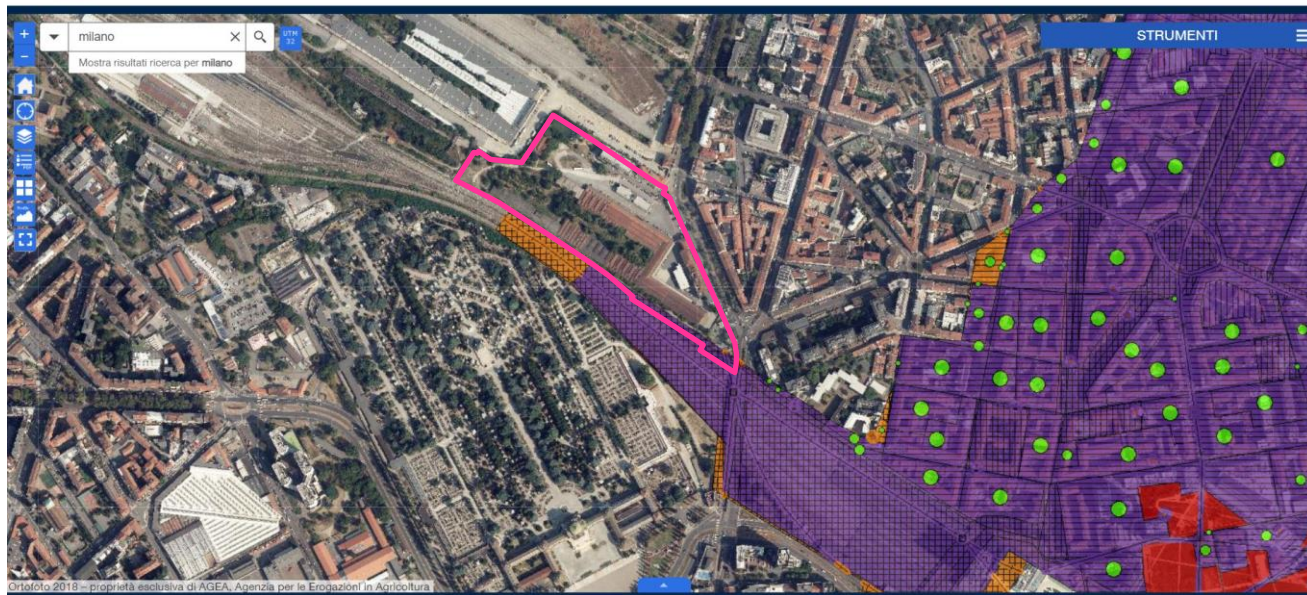 milano
UTM
32
STRUMENTI
Mostra risultati ricerca per milano
Ortofoto 2018 – proprietà esclusiva di AGEA, Agenzia per le Erogazioni in Agricoltura